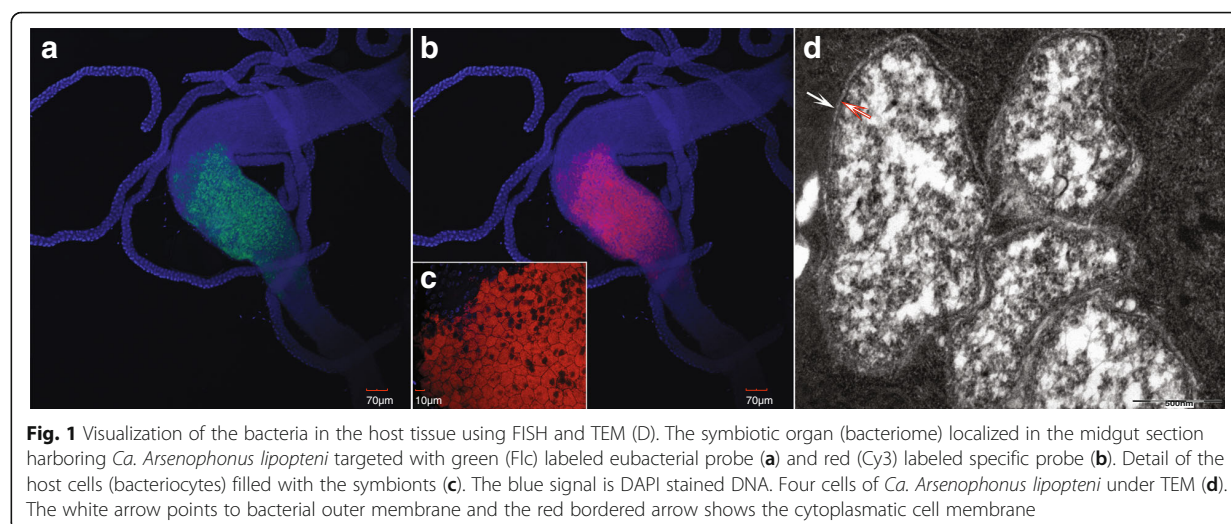 a
b
d
c
70µm
10µm
70µm
500nm
Fig. 1 Visualization of the bacteria in the host tissue using FISH and TEM (D). The symbiotic organ (bacteriome) localized in the midgut section
harboring Ca. Arsenophonus lipopteni targeted with green (Flc) labeled eubacterial probe (a) and red (Cy3) labeled specific probe (b). Detail of the
host cells (bacteriocytes) filled with the symbionts (c). The blue signal is DAPI stained DNA. Four cells of Ca. Arsenophonus lipopteni under TEM (d).
The white arrow points to bacterial outer membrane and the red bordered arrow shows the cytoplasmatic cell membrane